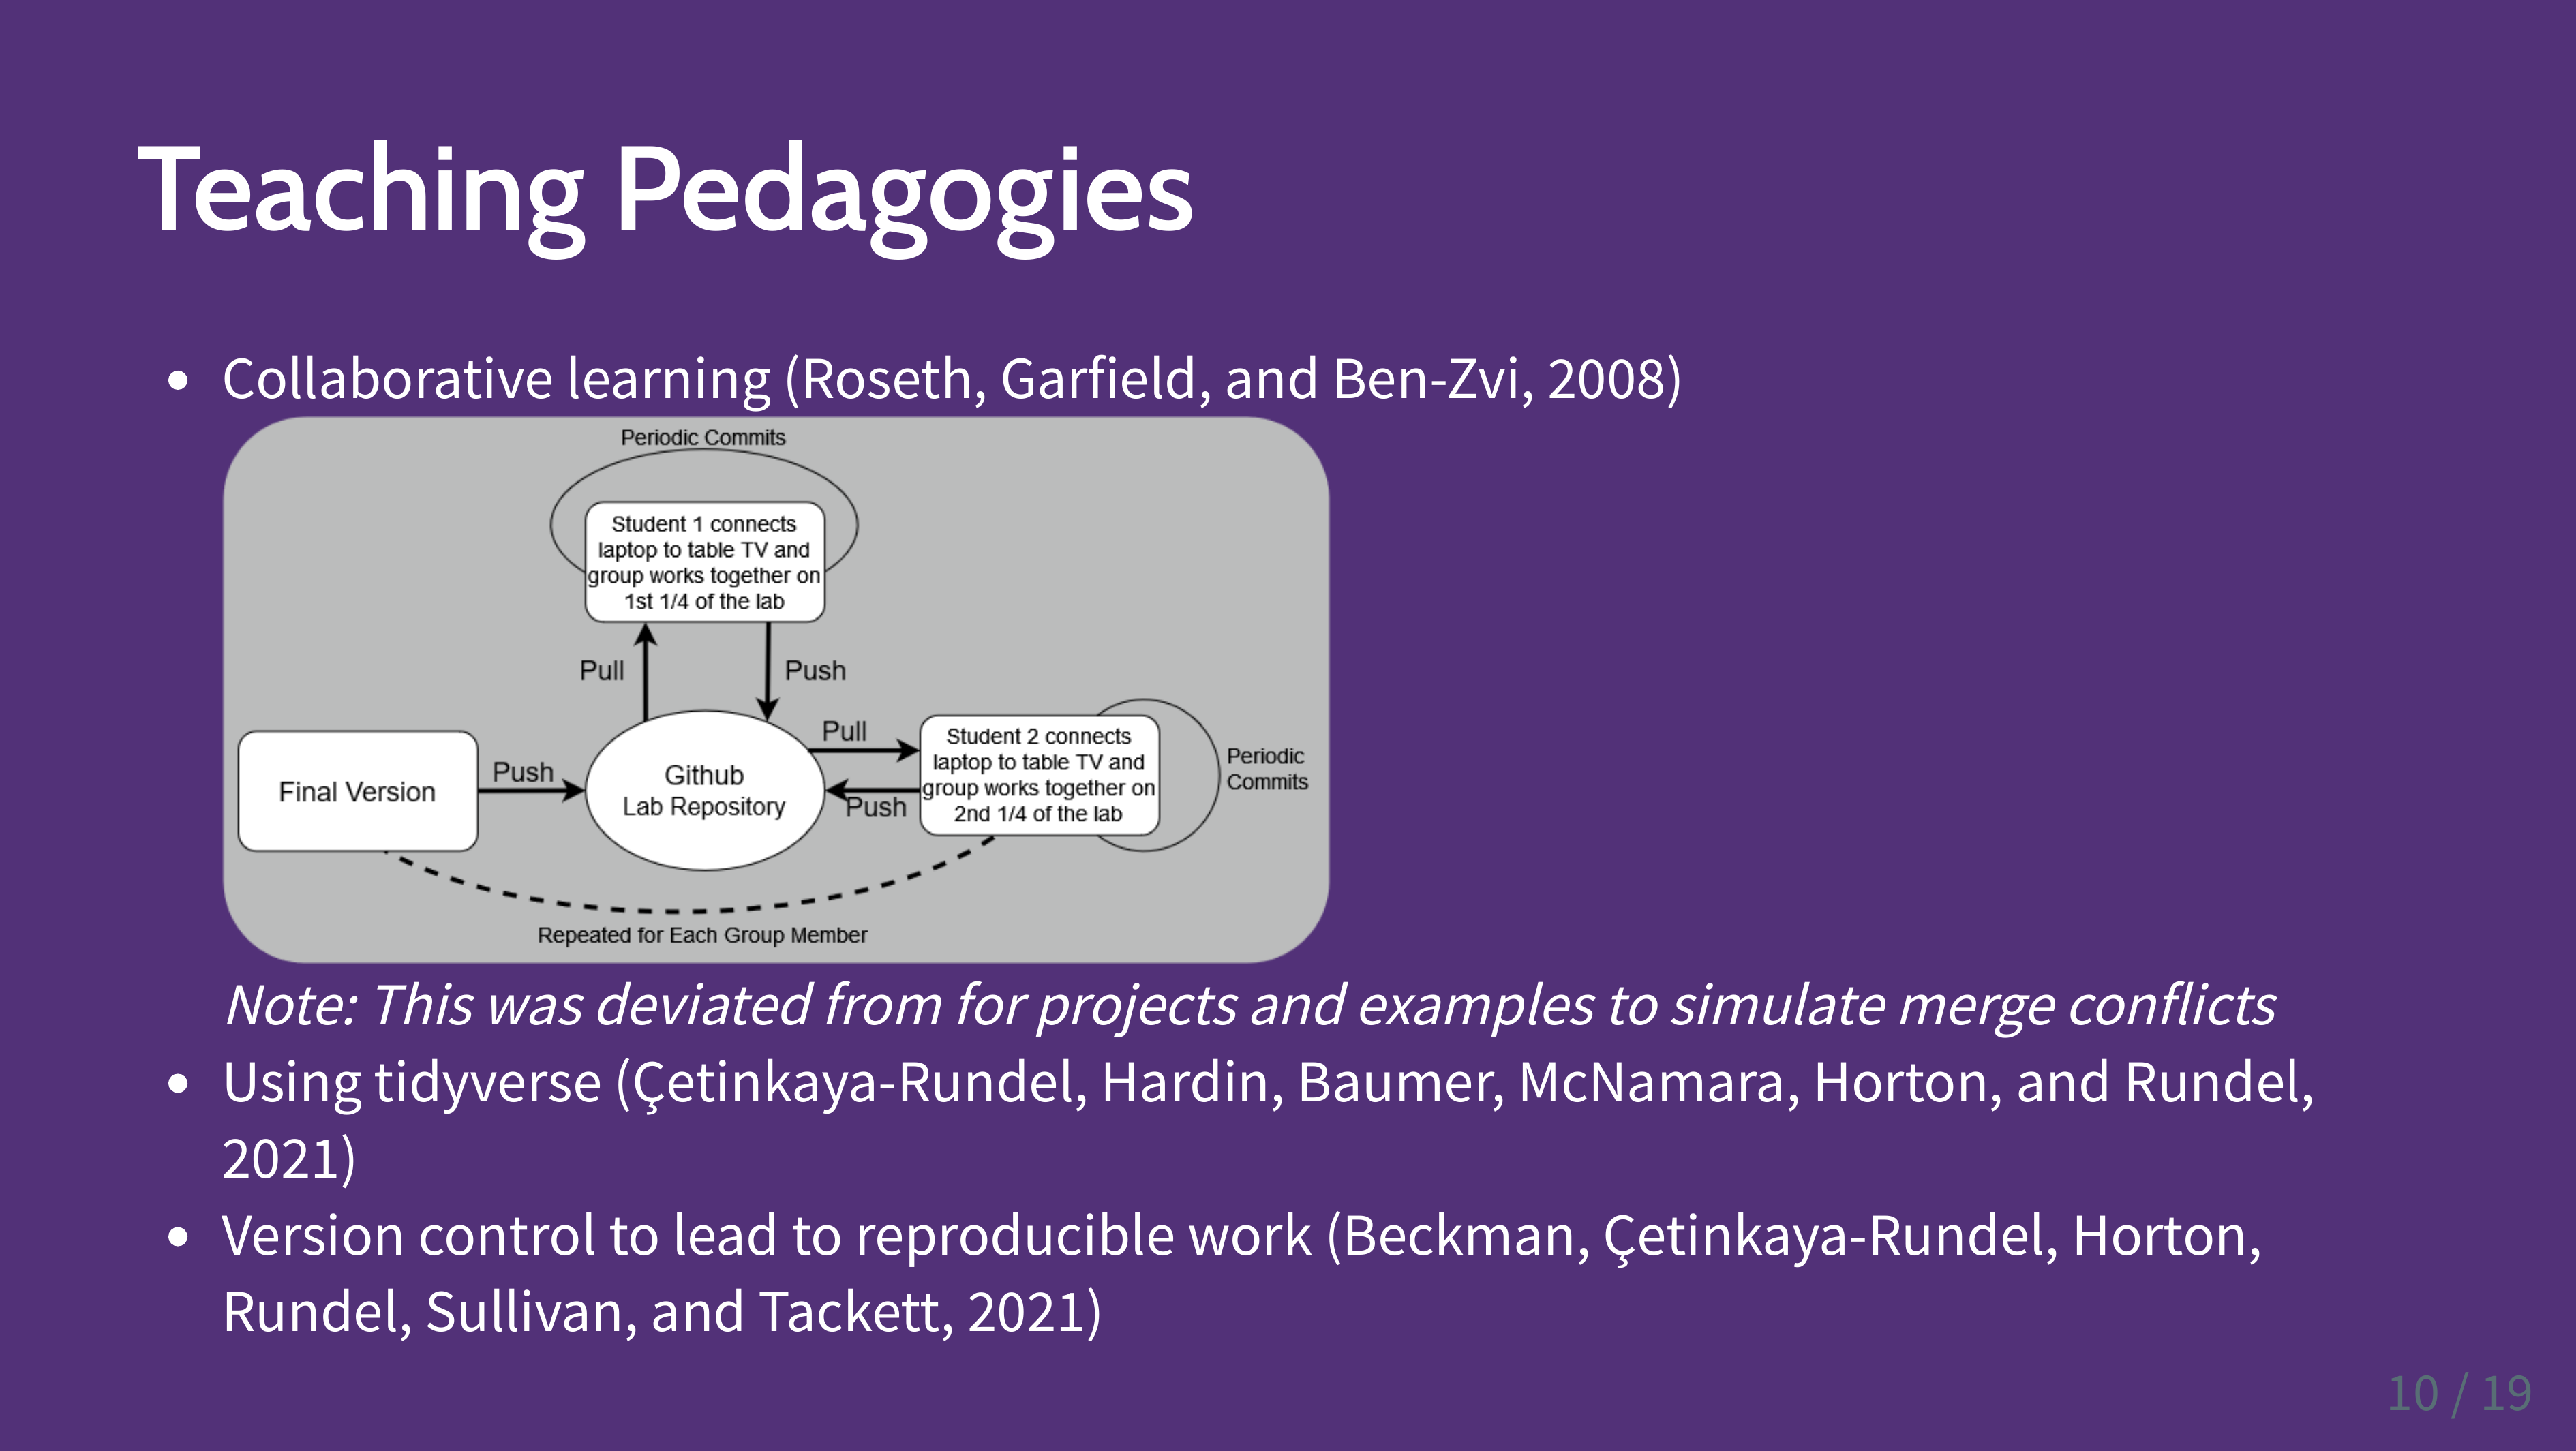 Teaching Pedagogies
Collaborative learning (Roseth, Garfield, and Ben-Zvi, 2008)
Periodic Commits
Student 1 connects
laptop to table TV and
group works together on
1st 1/4 of the lab
Pull
Push
Final Version
Push
Github
Lab Repository
Pull
Push
Student 2 connects
laptop to table TV and
group works together on
2nd 1/4 of the lab
Periodic
Commits
Repeated for Each Group Member
Note: This was deviated from for projects and examples to simulate merge conflicts
Using tidyverse (Çetinkaya-Rundel, Hardin, Baumer, McNamara, Horton, and Rundel,
2021)
Version control to lead to reproducible work (Beckman, Çetinkaya-Rundel, Horton,
Rundel, Sullivan, and Tackett, 2021)
10 / 19